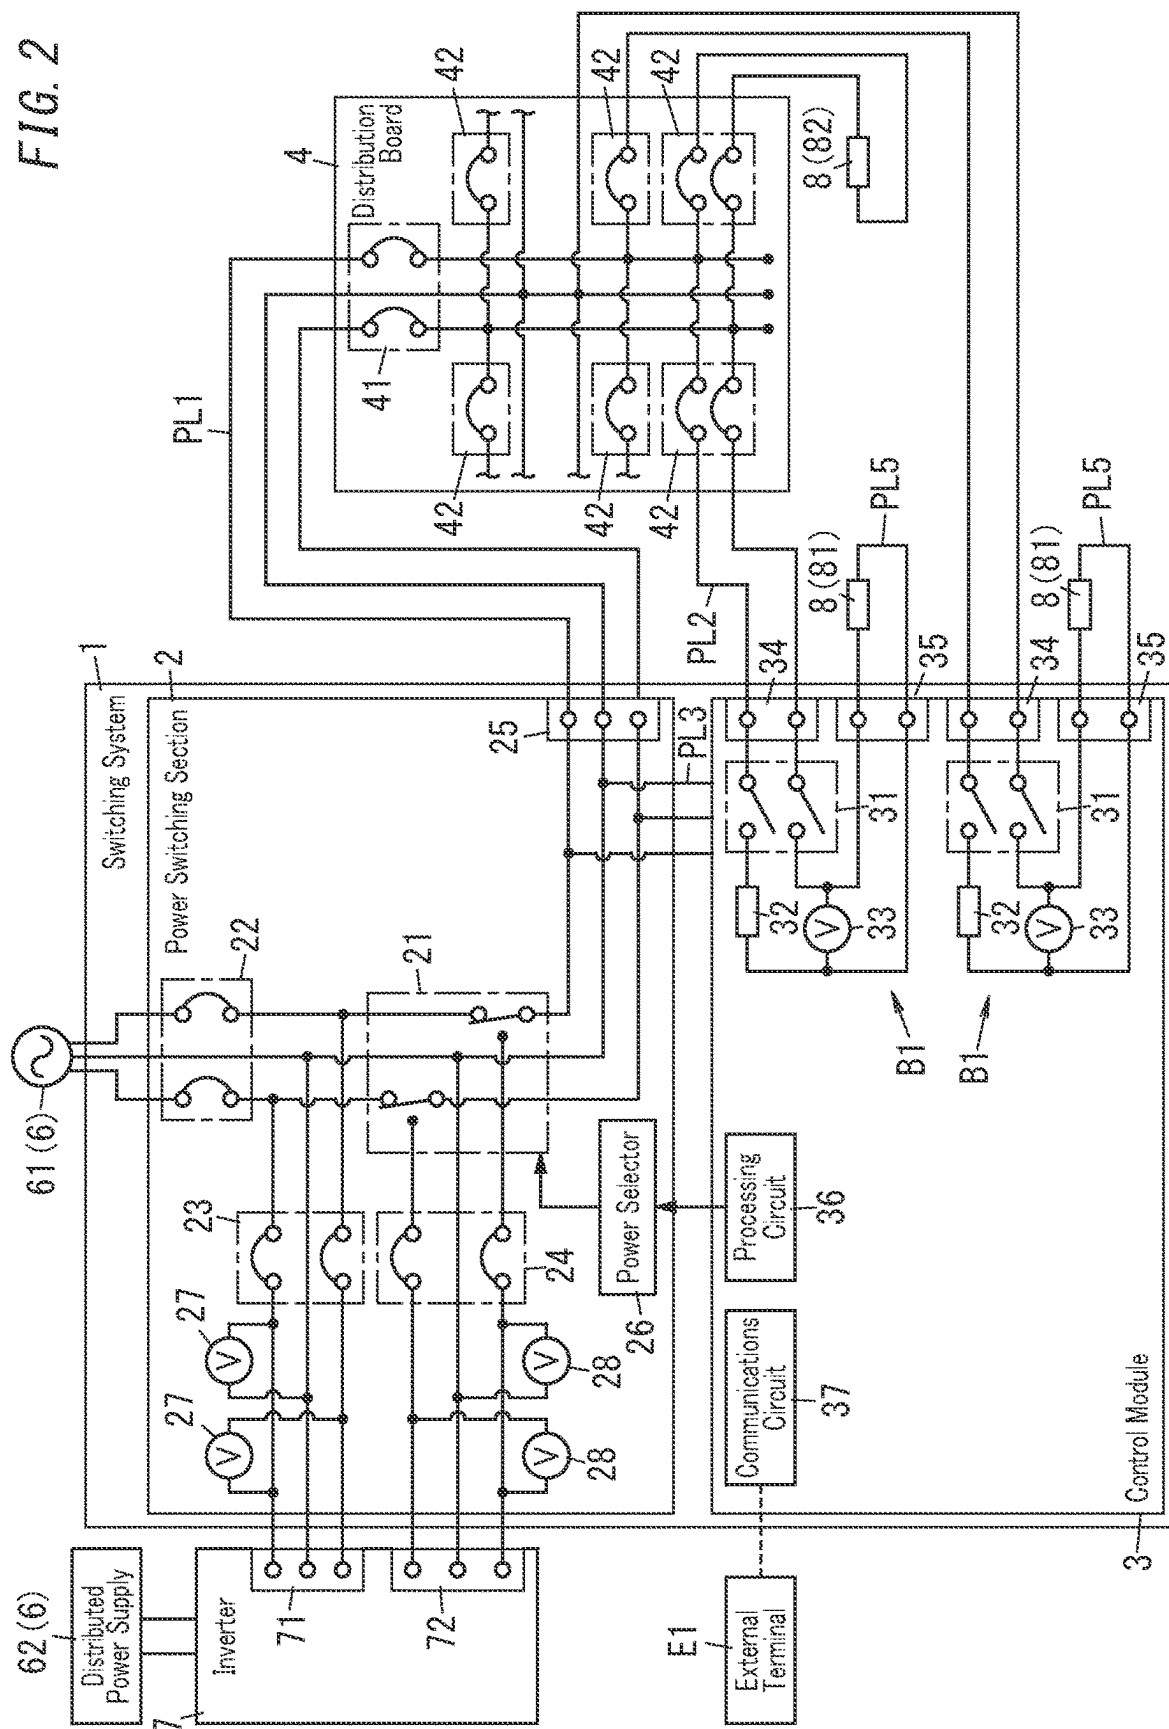 FIG. 2
62 (6)
Distributed
Power Supply
7
Inverter
71
72
E1
External
Terminal
61 (6)
1
Switching System
2
Power Switching Section
22
21
23
24
27
27
28
28
V
V
V
V
Power Selector
26
25
PL1
PL2
PL3
4
Distribution
Board
41
42
42
42
42
42
42
8 (82)
3
Control Module
Communications
Circuit
37
Processing
Circuit
36
B1
B1
31
32
V
33
34
35
8 (81)
PL5
31
32
V
33
34
35
8 (81)
PL5